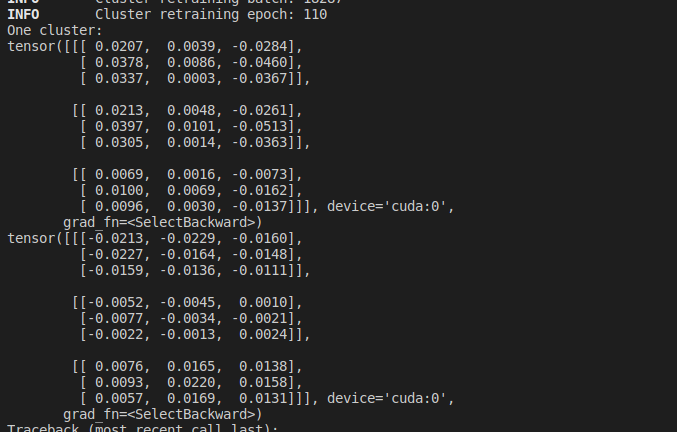 INFO     Cluster retraining batch: 18287
INFO       Cluster retraining epoch: 110
One cluster:
tensor([[[ 0.0207,  0.0039, -0.0284],
         [ 0.0378,  0.0086, -0.0460],
         [ 0.0337,  0.0003, -0.0367]],
        [[ 0.0213,  0.0048, -0.0261],
         [ 0.0397,  0.0101, -0.0513],
         [ 0.0305,  0.0014, -0.0363]],
        [[ 0.0069,  0.0016, -0.0073],
         [ 0.0100,  0.0069, -0.0162],
         [ 0.0096,  0.0030, -0.0137]]], device='cuda:0',
       grad_fn=<SelectBackward>)
tensor([[[-0.0213, -0.0229, -0.0160],
         [-0.0227, -0.0164, -0.0148],
         [-0.0159, -0.0136, -0.0111]],
        [[-0.0052, -0.0045,  0.0010],
         [-0.0077, -0.0034, -0.0021],
         [-0.0022, -0.0013,  0.0024]],
        [[ 0.0076,  0.0165,  0.0138],
         [ 0.0093,  0.0220,  0.0158],
         [ 0.0057,  0.0169,  0.0131]]], device='cuda:0',
       grad_fn=<SelectBackward>)
Traceback (most recent call last):